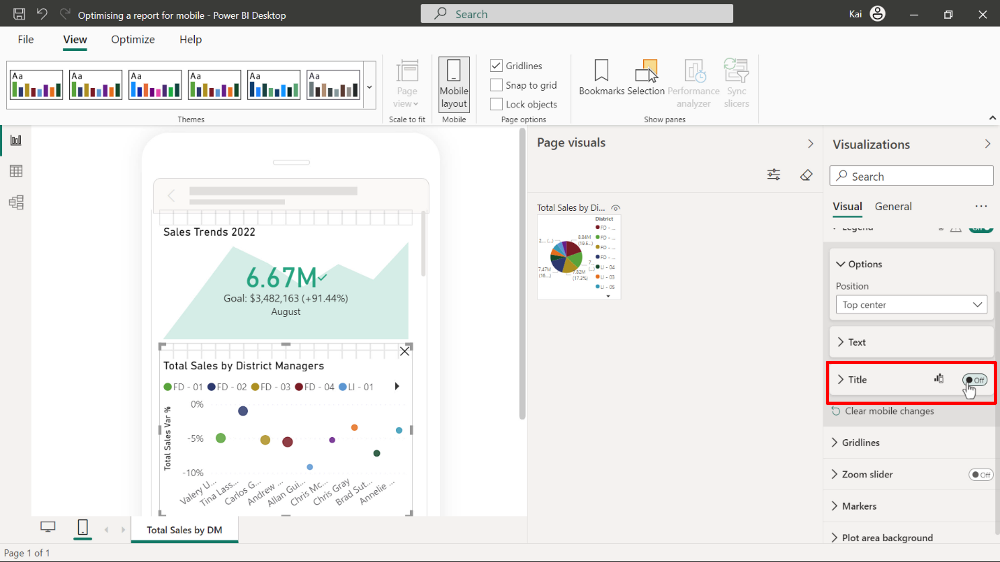 Optimising a report for mobile - Power BI Desktop
Search
Kai
File
View
Optimize
Help
Aa
Aa
Aa
Aa
Aa
Aa
Themes
Page
view
Scale to fit
Mobile
layout
Mobile
Gridlines
Snap to grid
Lock objects
Page options
Bookmarks
Selection
Performance
analyzer
Sync
slicers
Show panes
Sales Trends 2022
6.67M
Goal: $3,482,163 (+91.44%)
August
Total Sales by District Managers
FD - 01
FD - 02
FD - 03
FD - 04
LI - 01
Total Sales Var %
0%
-5%
-10%
Valery U...
Tina Lass...
Carlos G...
Andrew ...
Allan Gui...
Chris Mc...
Chris Gray
Brad Sut...
Annelie ...
Page visuals
Total Sales by Di...
District
FD - ...
FD - ...
FD - ...
FD - ...
LI - 04
LI - 03
LI - 05
8.84M
(19.5...)
2... (...)
7...
(...)
7.47M
(16...)
7.82M
(17.3%)
Visualizations
Search
Visual
General
Legend
On
Options
Position
Top center
Text
Title
Off
Clear mobile changes
Gridlines
Zoom slider
Off
Markers
Plot area background
Total Sales by DM
Page 1 of 1